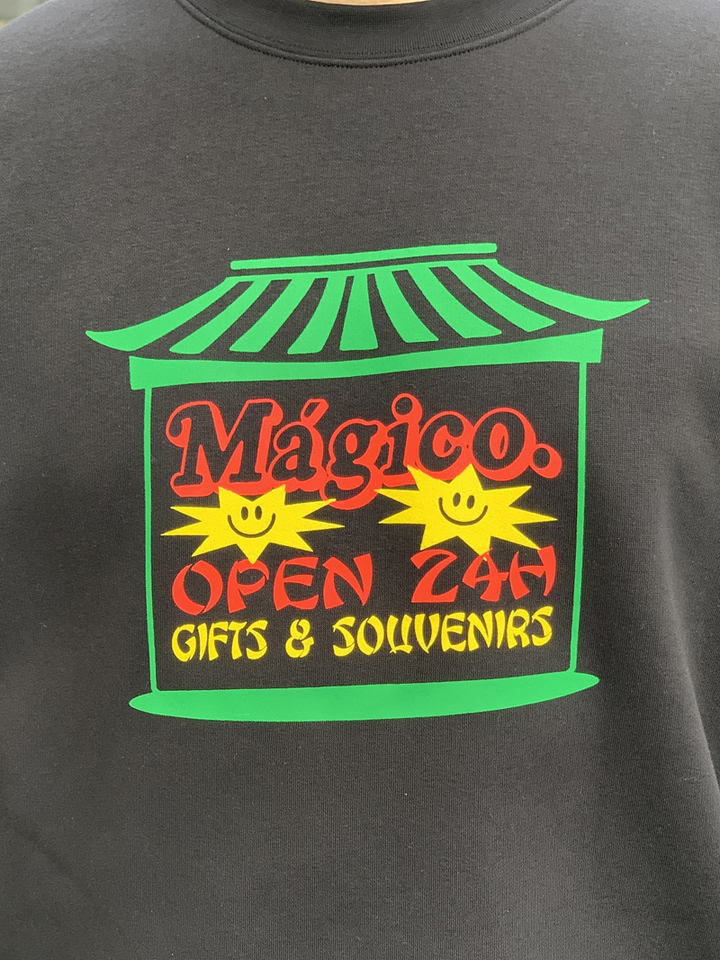 Mágico.
OPEN 24H
GIFTS & SOUVENIRS